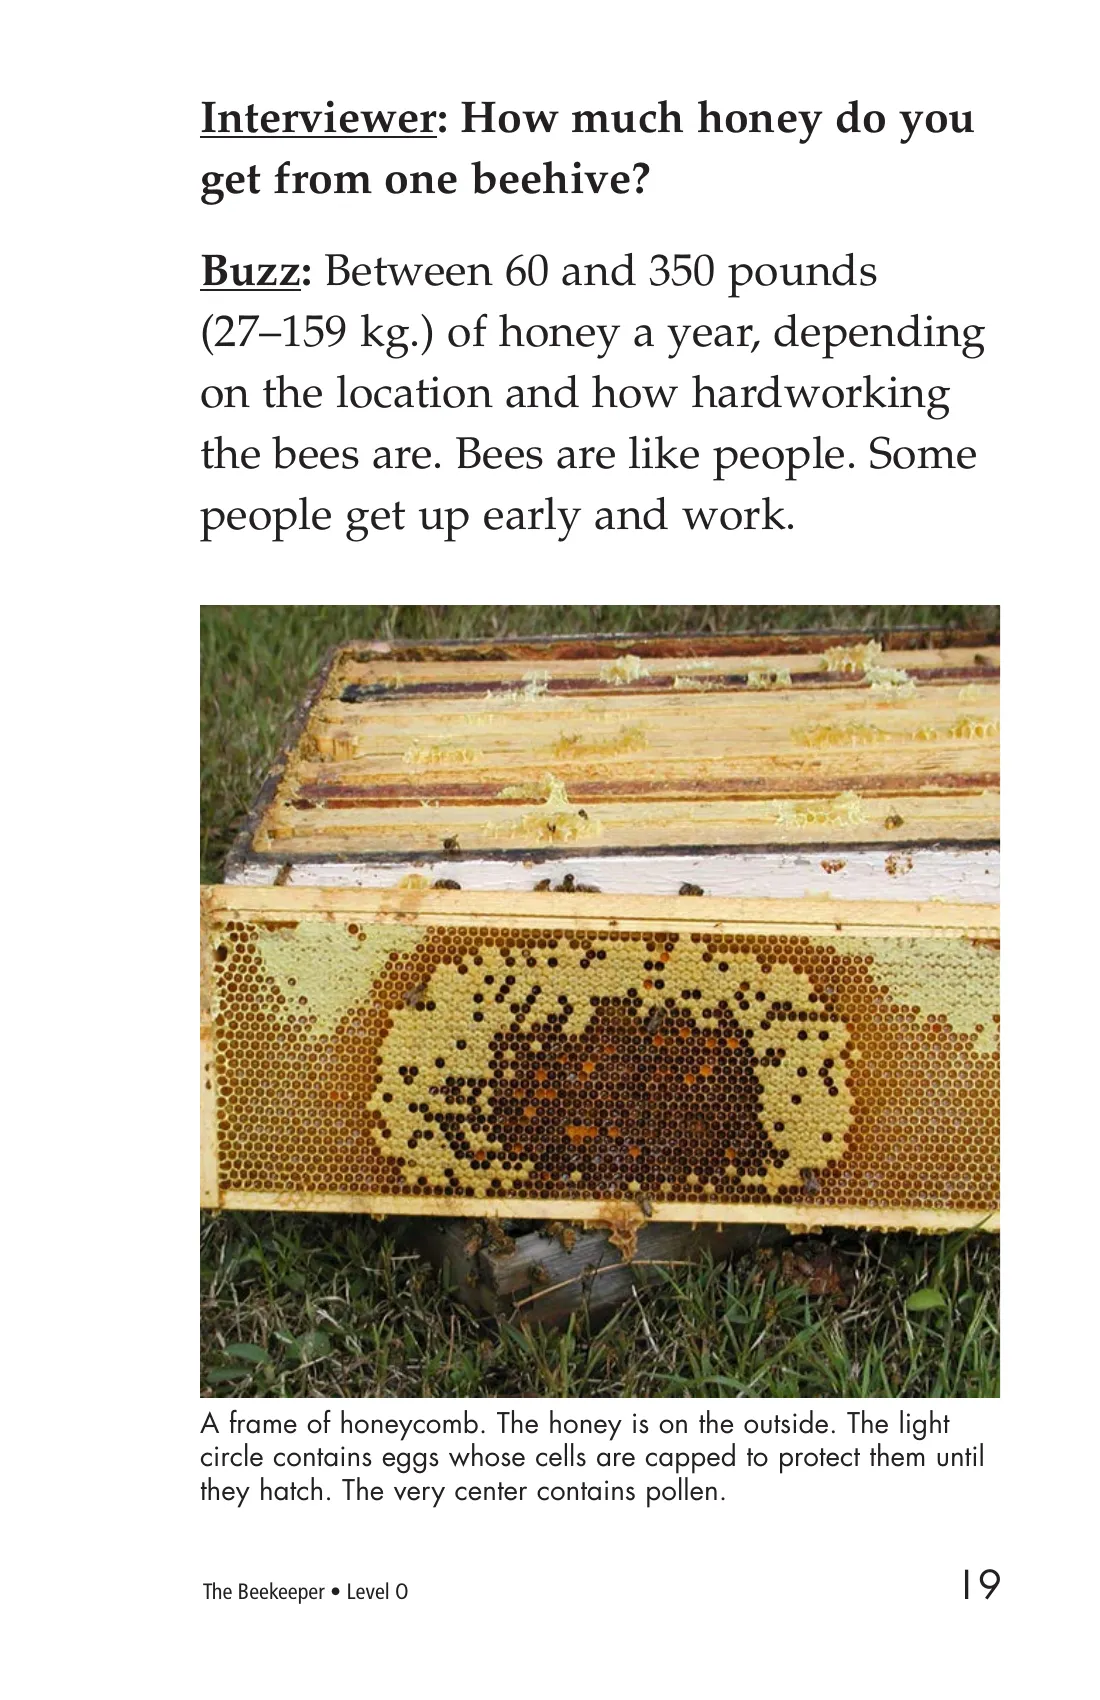 Interviewer: How much honey do you
get from one beehive?
Buzz: Between 60 and 350 pounds
(27–159 kg.) of honey a year, depending
on the location and how hardworking
the bees are. Bees are like people. Some
people get up early and work.
A frame of honeycomb. The honey is on the outside. The light
circle contains eggs whose cells are capped to protect them until
they hatch. The very center contains pollen.
The Beekeeper • Level O
19